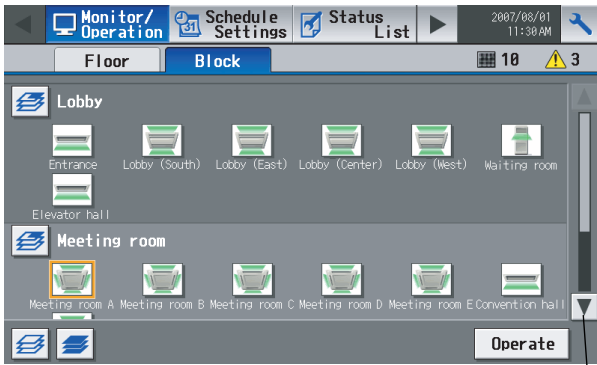 Monitor/
Operation
Schedule
Settings
Status
List
2007/08/01
11:30AM
Floor
Block
10
3
Lobby
Entrance
Lobby (South)
Lobby (East)
Lobby (Center)
Lobby (West)
Waiting room
Elevator hall
Meeting room
Meeting room A
Meeting room B
Meeting room C
Meeting room D
Meeting room E
Convention hall
Operate